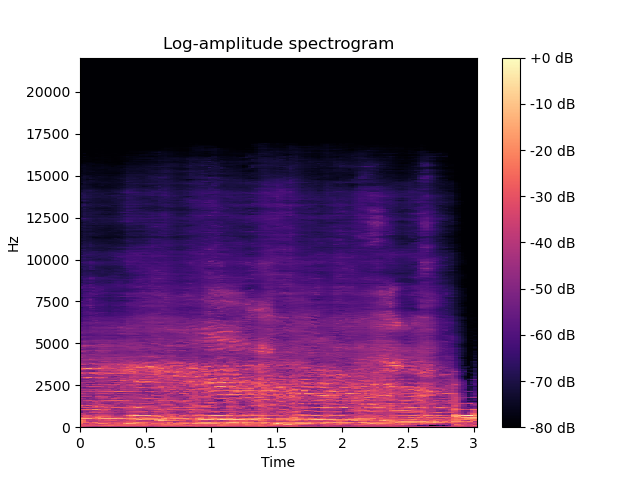 Log-amplitude spectrogram
Hz
20000
17500
15000
12500
10000
7500
5000
2500
0
0 0.5 1 1.5 2 2.5 3
Time
+0 dB
-10 dB
-20 dB
-30 dB
-40 dB
-50 dB
-60 dB
-70 dB
-80 dB